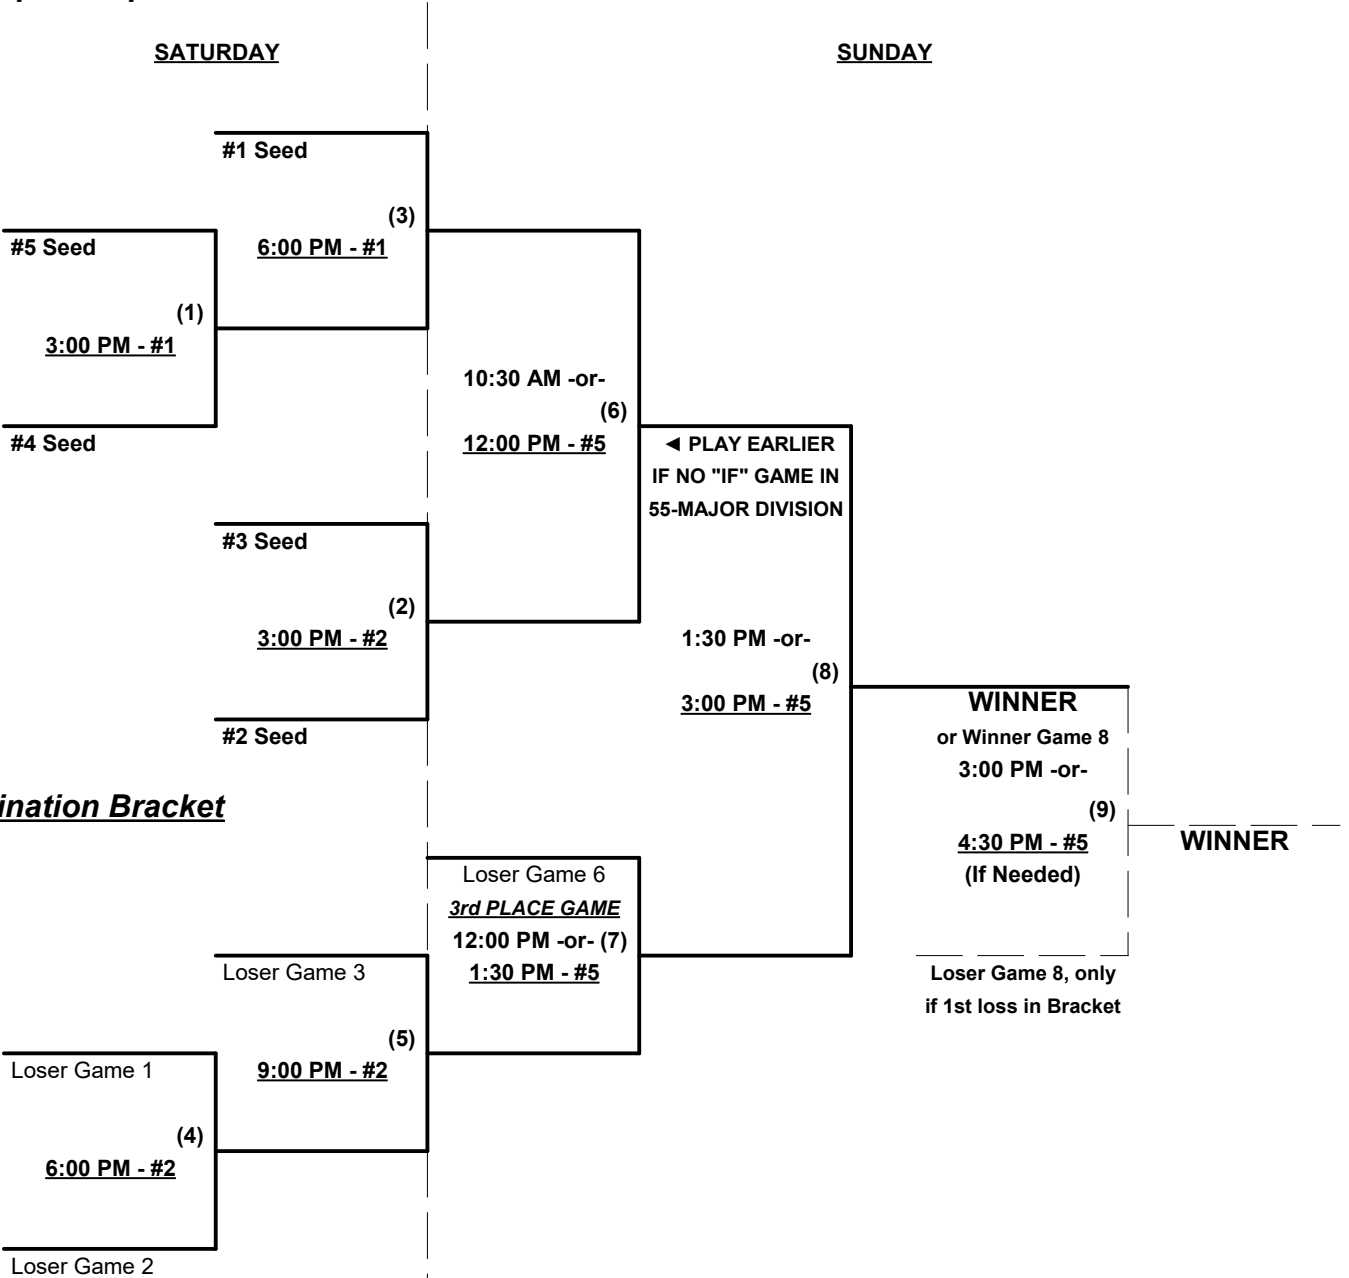 SATURDAY
SUNDAY
#1 Seed
(3)
6:00 PM - #1
#5 Seed
(1)
3:00 PM - #1
#4 Seed
10:30 AM -or-
(6)
12:00 PM - #5
◄ PLAY EARLIER
IF NO "IF" GAME IN
55-MAJOR DIVISION
#3 Seed
(2)
3:00 PM - #2
#2 Seed
1:30 PM -or-
(8)
3:00 PM - #5
WINNER
or Winner Game 8
3:00 PM -or-
(9)
4:30 PM - #5
(If Needed)
WINNER
ination Bracket
Loser Game 6
3rd PLACE GAME
12:00 PM -or- (7)
1:30 PM - #5
Loser Game 3
(5)
9:00 PM - #2
Loser Game 8, only
if 1st loss in Bracket
Loser Game 1
(4)
6:00 PM - #2
Loser Game 2